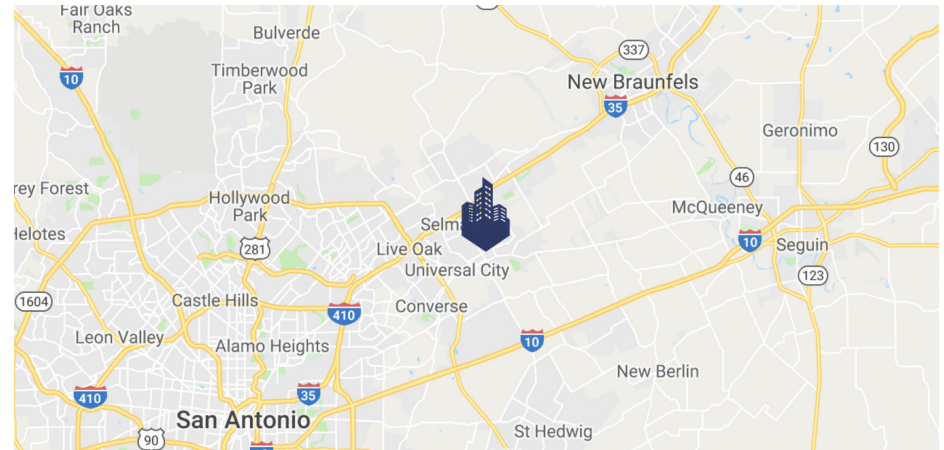 Fair Oaks
Ranch
Bulverde
337
10
Timberwood
Park
New Braunfels
35
Geronimo
130
rey Forest
46
Hollywood
Park
McQueeney
Selma
Helotes
281
Live Oak
10
Seguin
Universal City
123
1604
Castle Hills
Converse
410
Leon Valley
Alamo Heights
10
New Berlin
410
35
San Antonio
90
St Hedwig